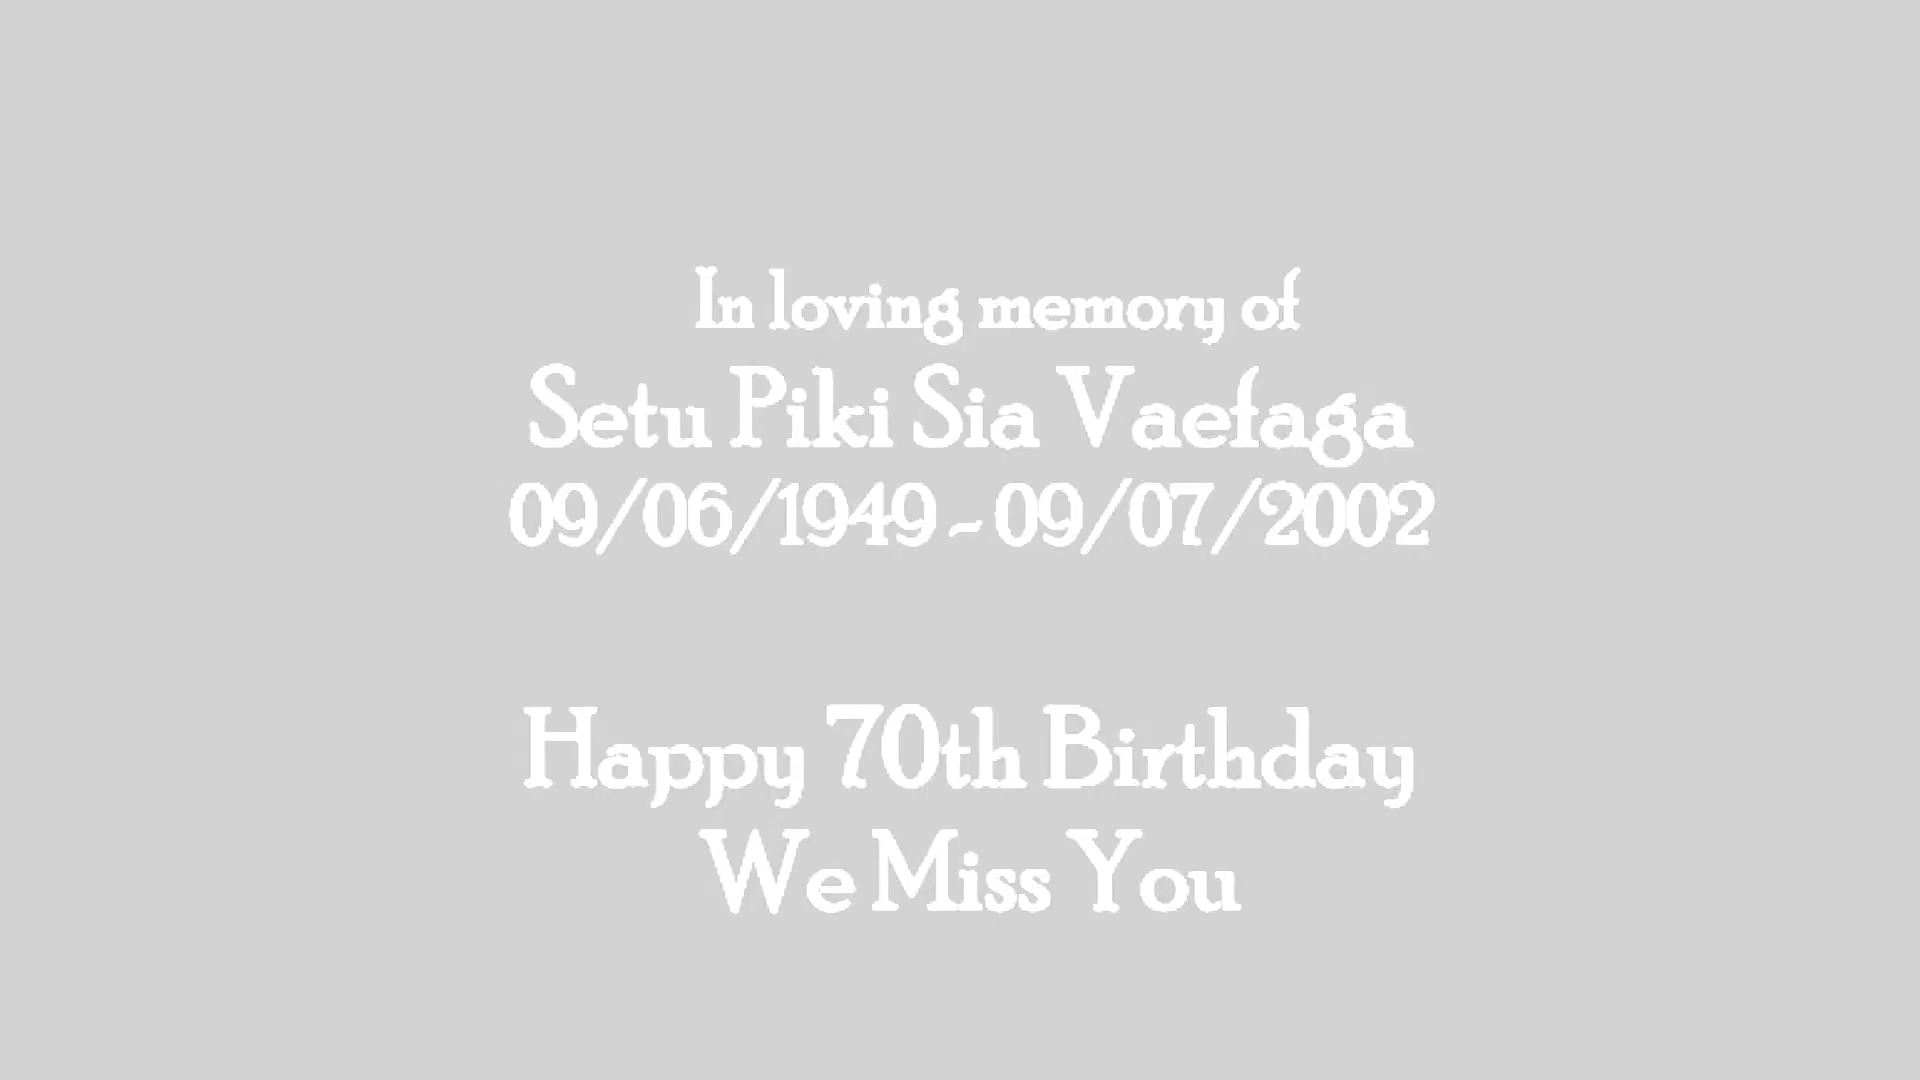 In loving memory of
Setu Piki Sia Vaefaga
09/06/1949 - 09/07/2002
Happy 70th Birthday
We Miss You